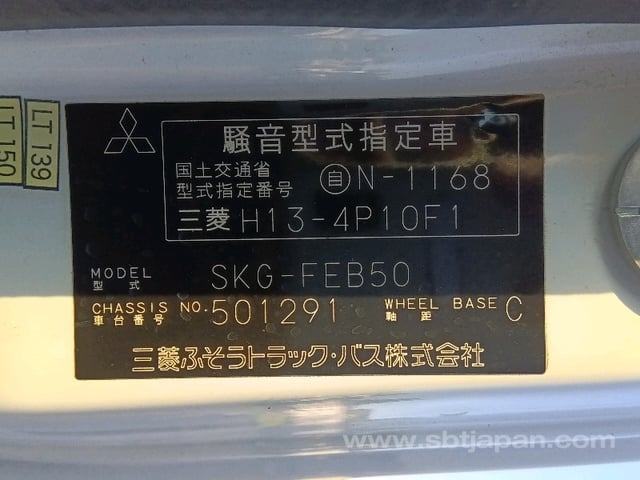 LT 139
LT 150
騒音型式指定車
国土交通省
型式指定番号 自N-1168
三菱 H13-4P10F1
MODEL SKG-FEB50
型式
CHASSIS NO. 501291 WHEEL BASE C
車台番号 軸距
三菱ふそうトラック・バス株式会社
www.sbtjapan.com